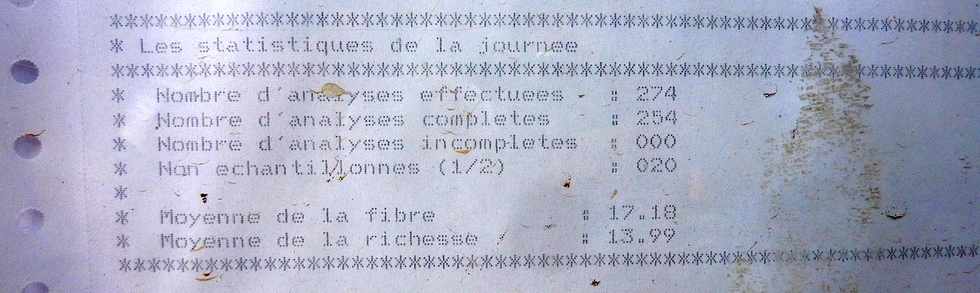 **************************************************************
* Les statistiques de la journee
**************************************************************
* Nombre d'analyses effectuees : 274
* Nombre d'analyses completes : 254
* Nombre d'analyses incompletes : 000
* Non echantillonnes (1/2) : 020
*
* Moyenne de la fibre : 17.18
* Moyenne de la richesse : 13.99
**************************************************************